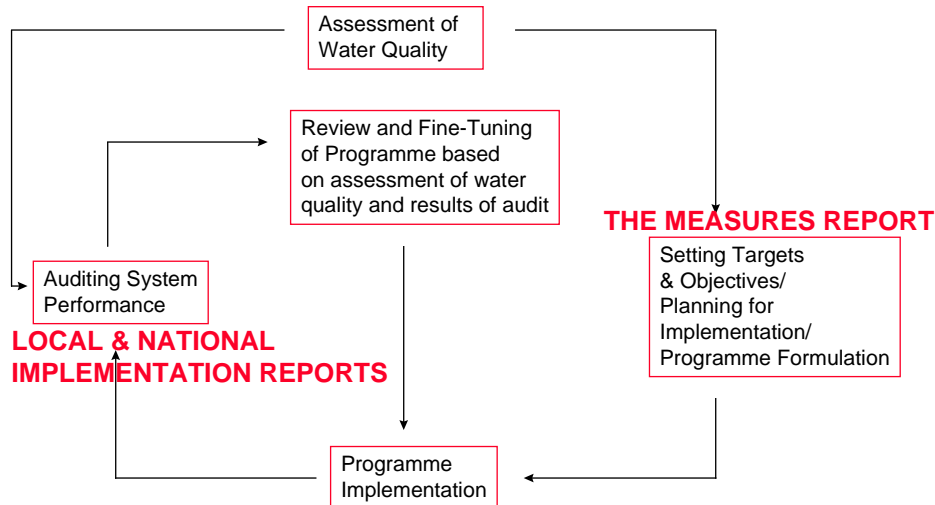 Assessment of
Water Quality
Review and Fine-Tuning
of Programme based
on assessment of water
quality and results of audit
THE MEASURES REPORT
Setting Targets
& Objectives/
Planning for
Implementation/
Programme Formulation
Auditing System
Performance
LOCAL & NATIONAL
IMPLEMENTATION REPORTS
Programme
Implementation